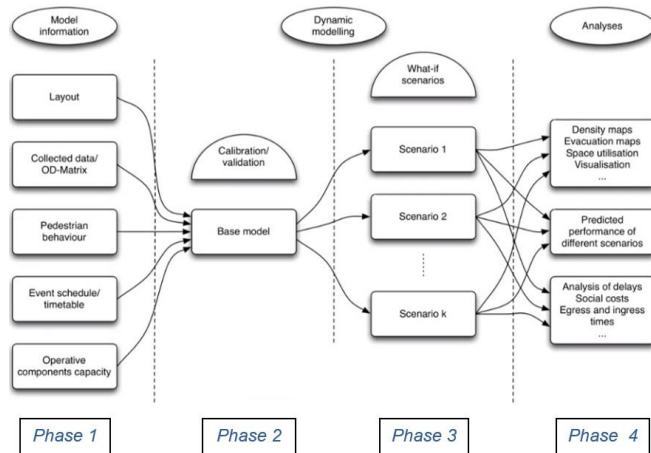 Model
information
Dynamic
modelling
Analyses
What-if
scenarios
Layout
Collected data/
OD-Matrix
Pedestrian
behaviour
Event schedule/
timetable
Operative
components capacity
Calibration/
validation
Base model
Scenario 1
Scenario 2
Scenario k
Density maps
Evacuation maps
Space utilisation
Visualisation
...
Predicted
performance of
different scenarios
Analysis of delays
Social costs
Egress and ingress
times
...
Phase 1
Phase 2
Phase 3
Phase 4